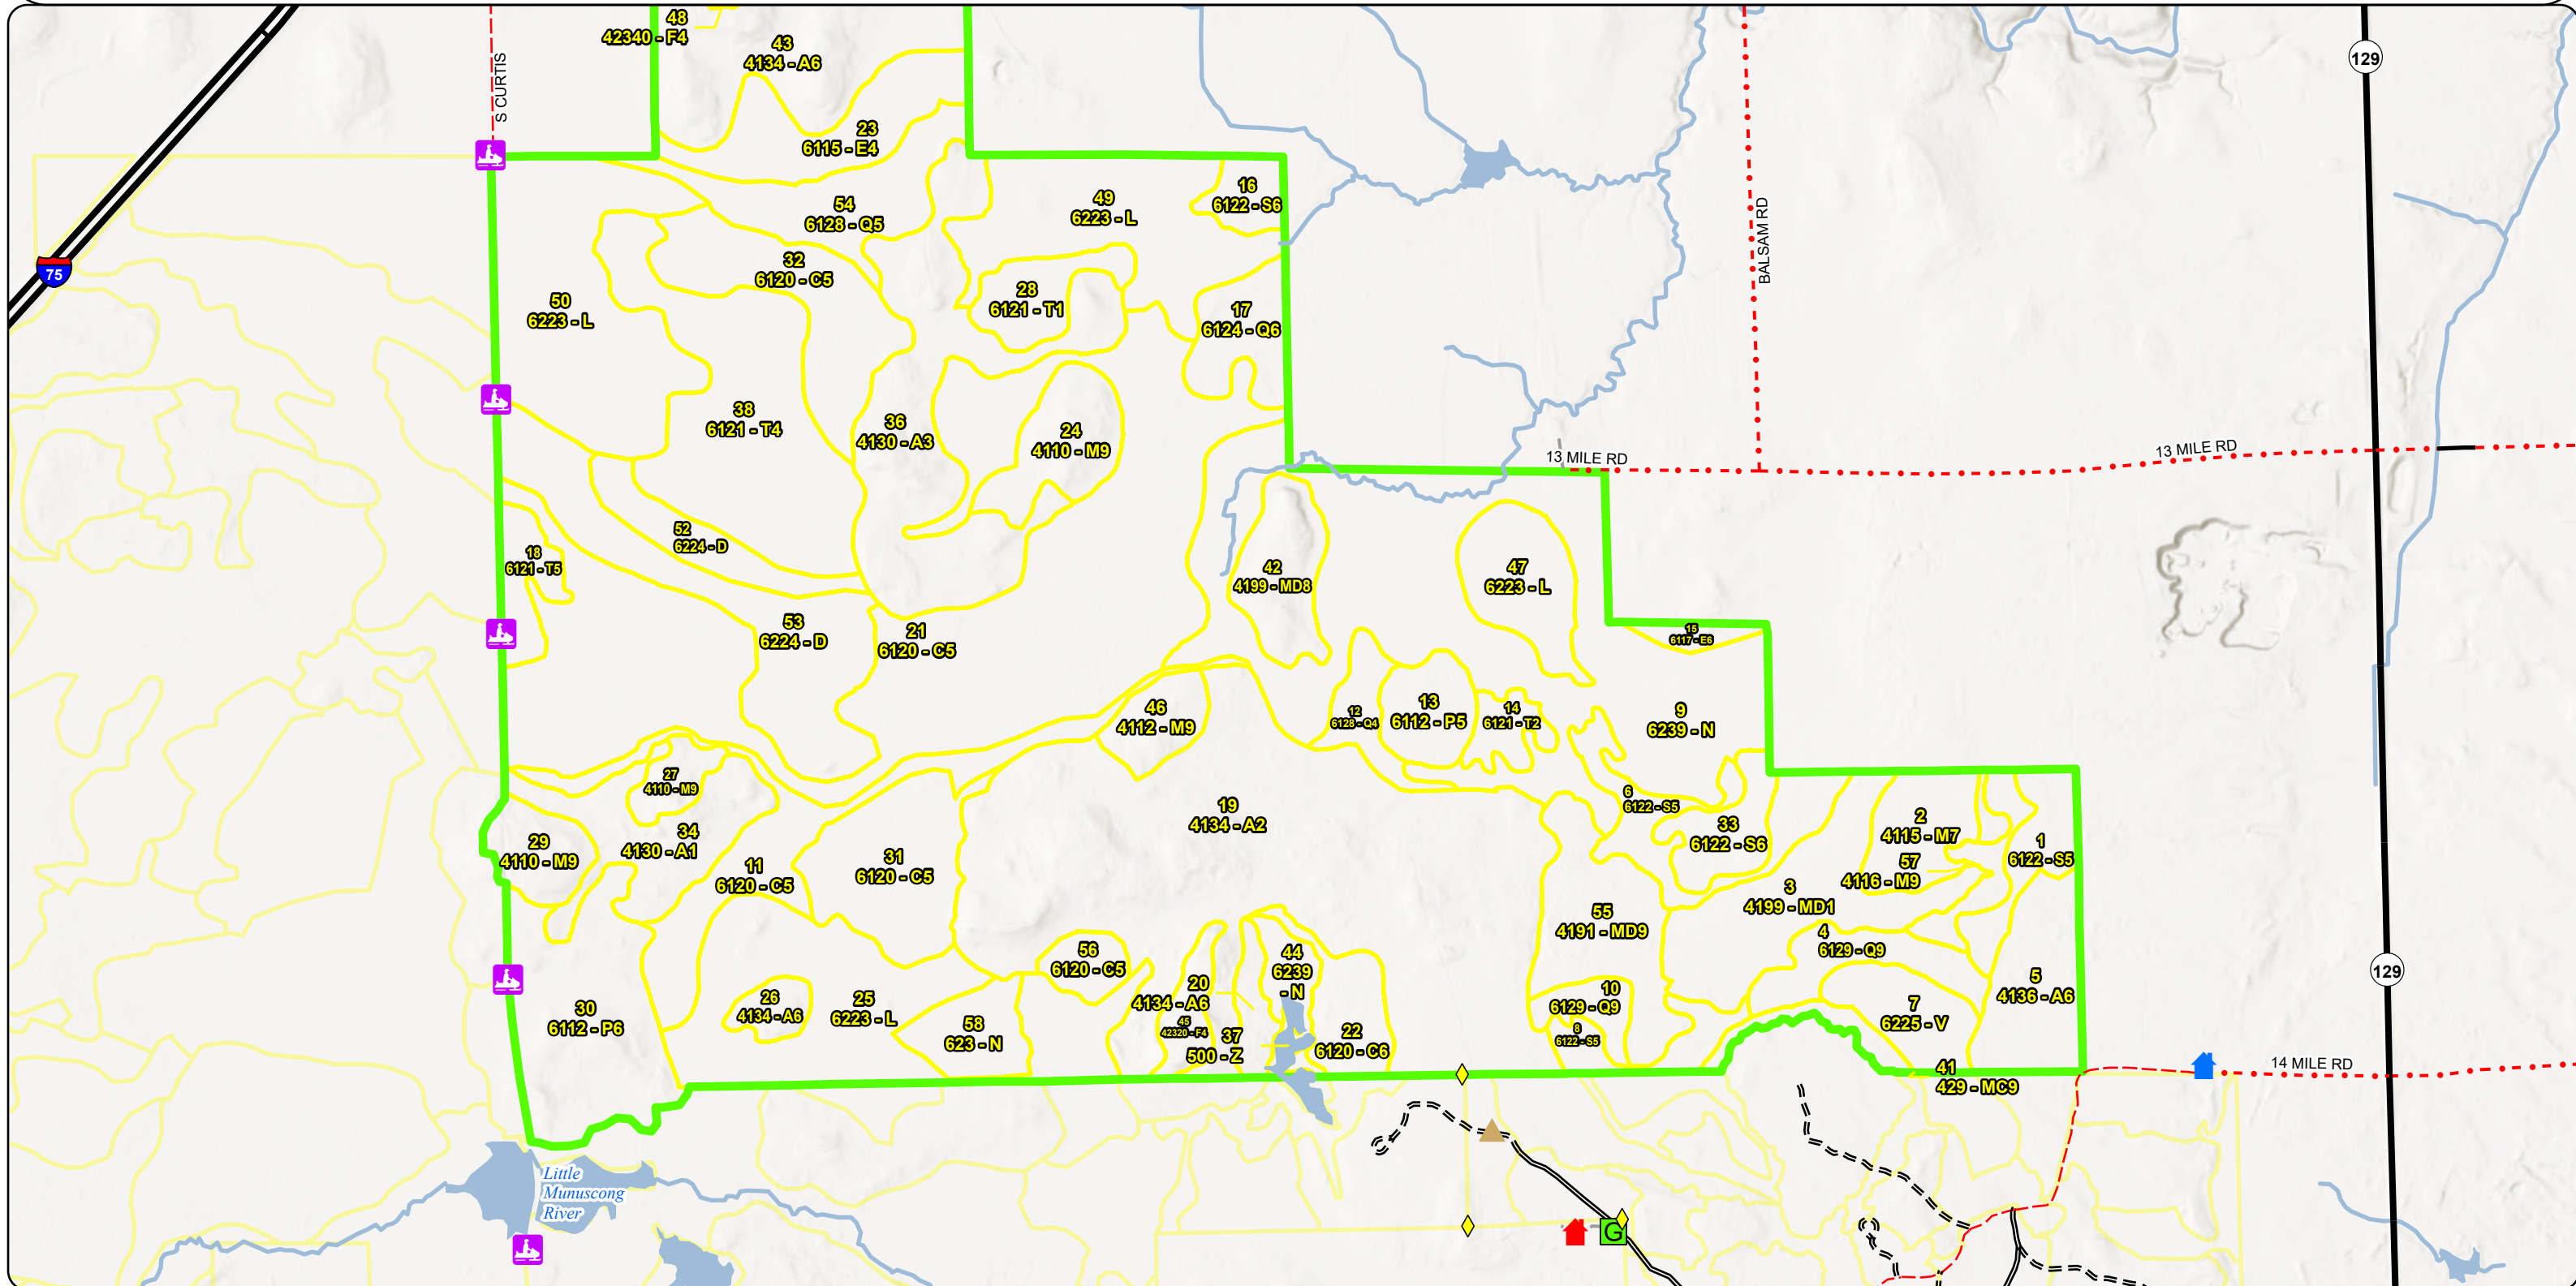 48
42340 - F4
43
4134 - A6
129
S CURTIS
23
6115 - E4
16
6122 - S6
49
6223 - L
54
6128 - Q5
BALSAM RD
75
32
6120 - C5
28
6121 - T1
50
6223 - L
17
6124 - Q6
38
6121 - T4
36
4130 - A3
24
4110 - M9
13 MILE RD
13 MILE RD
52
6224 - D
18
6121 - T5
42
4199 - MD8
47
6223 - L
53
6224 - D
21
6120 - C5
15
6117 - E6
46
4112 - M9
12
6128 - Q4
13
6112 - P5
14
6121 - T2
9
6239 - N
27
4110 - M9
19
4134 - A2
6
6122 - S5
2
4115 - M7
33
6122 - S6
1
6122 - S5
29
4110 - M9
34
4130 - A1
11
6120 - C5
31
6120 - C5
57
4116 - M9
3
4199 - MD1
55
4191 - MD9
4
6129 - Q9
56
6120 - C5
44
6239
- N
129
20
4134 - A6
10
6129 - Q9
5
4136 - A6
26
4134 - A6
25
6223 - L
30
6112 - P6
58
623 - N
45
42320 - F4
37
500 - Z
22
6120 - C6
8
6122 - S5
7
6225 - V
41
429 - MC9
14 MILE RD
Little
Munuscong
River
G